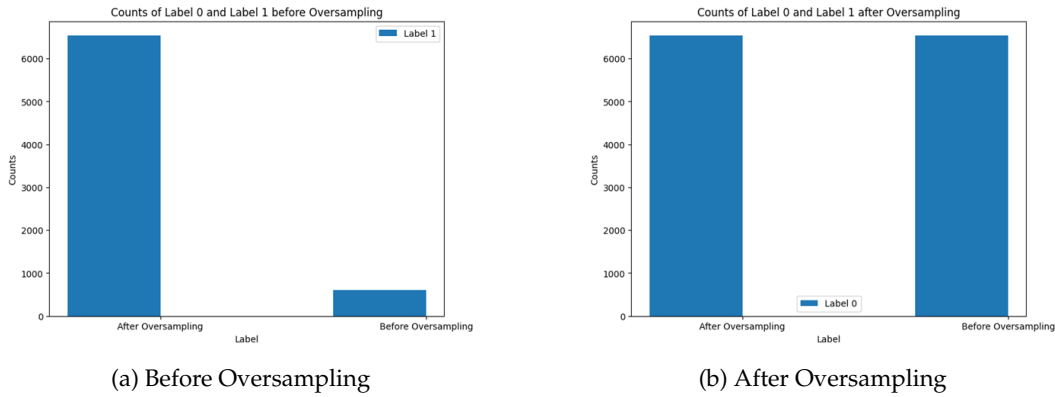 Counts of Label 0 and Label 1 before Oversampling
Label 1
6000
5000
4000
3000
2000
1000
0
Counts
After Oversampling
Before Oversampling
Label
(a) Before Oversampling
Counts of Label 0 and Label 1 after Oversampling
6000
5000
4000
3000
2000
1000
0
Counts
Label 0
After Oversampling
Before Oversampling
Label
(b) After Oversampling